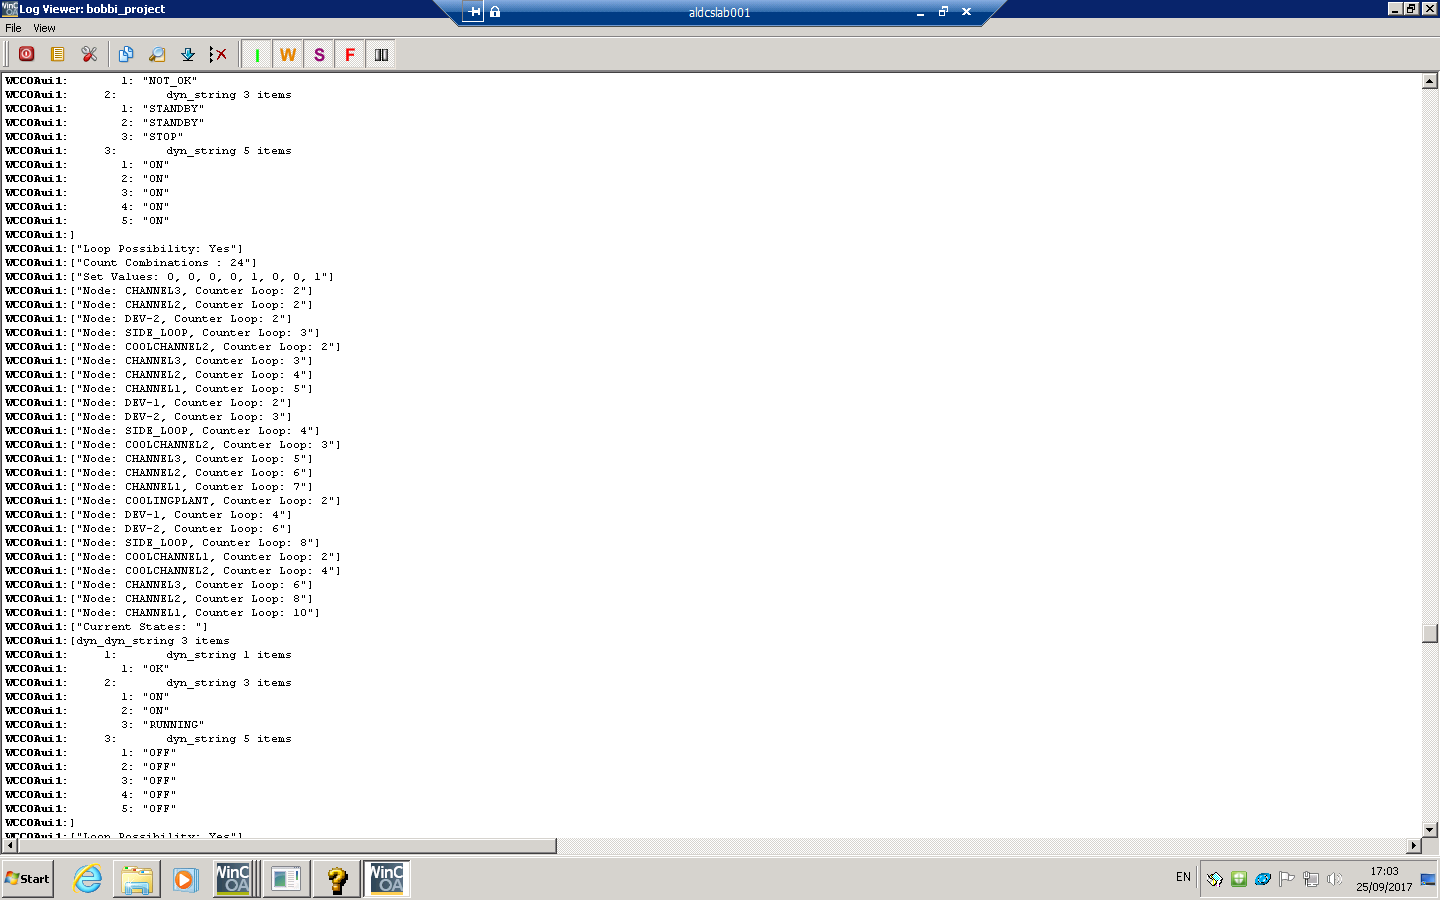 Log Viewer: bobbi_project
aldcslab001
File View
I W S F
WCCOAui1: 1: "NOT_OK"
WCCOAui1: 2: dyn_string 3 items
WCCOAui1: 1: "STANDBY"
WCCOAui1: 2: "STANDBY"
WCCOAui1: 3: "STOP"
WCCOAui1: 3: dyn_string 5 items
WCCOAui1: 1: "ON"
WCCOAui1: 2: "ON"
WCCOAui1: 3: "ON"
WCCOAui1: 4: "ON"
WCCOAui1: 5: "ON"
WCCOAui1:]
WCCOAui1:["Loop Possibility: Yes"]
WCCOAui1:["Count Combinations : 24"]
WCCOAui1:["Set Values: 0, 0, 0, 0, 1, 0, 0, 1"]
WCCOAui1:["Node: CHANNEL3, Counter Loop: 2"]
WCCOAui1:["Node: CHANNEL2, Counter Loop: 2"]
WCCOAui1:["Node: DEV-2, Counter Loop: 2"]
WCCOAui1:["Node: SIDE_LOOP, Counter Loop: 3"]
WCCOAui1:["Node: COOLCHANNEL2, Counter Loop: 2"]
WCCOAui1:["Node: CHANNEL3, Counter Loop: 3"]
WCCOAui1:["Node: CHANNEL2, Counter Loop: 4"]
WCCOAui1:["Node: CHANNEL1, Counter Loop: 5"]
WCCOAui1:["Node: DEV-1, Counter Loop: 2"]
WCCOAui1:["Node: DEV-2, Counter Loop: 3"]
WCCOAui1:["Node: SIDE_LOOP, Counter Loop: 4"]
WCCOAui1:["Node: COOLCHANNEL2, Counter Loop: 3"]
WCCOAui1:["Node: CHANNEL3, Counter Loop: 5"]
WCCOAui1:["Node: CHANNEL2, Counter Loop: 6"]
WCCOAui1:["Node: CHANNEL1, Counter Loop: 7"]
WCCOAui1:["Node: COOLINGPLANT, Counter Loop: 2"]
WCCOAui1:["Node: DEV-1, Counter Loop: 4"]
WCCOAui1:["Node: DEV-2, Counter Loop: 6"]
WCCOAui1:["Node: SIDE_LOOP, Counter Loop: 8"]
WCCOAui1:["Node: COOLCHANNEL1, Counter Loop: 2"]
WCCOAui1:["Node: COOLCHANNEL2, Counter Loop: 4"]
WCCOAui1:["Node: CHANNEL3, Counter Loop: 6"]
WCCOAui1:["Node: CHANNEL2, Counter Loop: 8"]
WCCOAui1:["Node: CHANNEL1, Counter Loop: 10"]
WCCOAui1:["Current States: "]
WCCOAui1:[dyn_dyn_string 3 items
WCCOAui1: 1: dyn_string 1 items
WCCOAui1: 1: "OK"
WCCOAui1: 2: dyn_string 3 items
WCCOAui1: 1: "ON"
WCCOAui1: 2: "ON"
WCCOAui1: 3: "RUNNING"
WCCOAui1: 3: dyn_string 5 items
WCCOAui1: 1: "OFF"
WCCOAui1: 2: "OFF"
WCCOAui1: 3: "OFF"
WCCOAui1: 4: "OFF"
WCCOAui1: 5: "OFF"
WCCOAui1:]
WCCOAui1:["Loop Possibility: Yes"]
Start
WinC OA
WinC OA
EN
17:03
25/09/2017